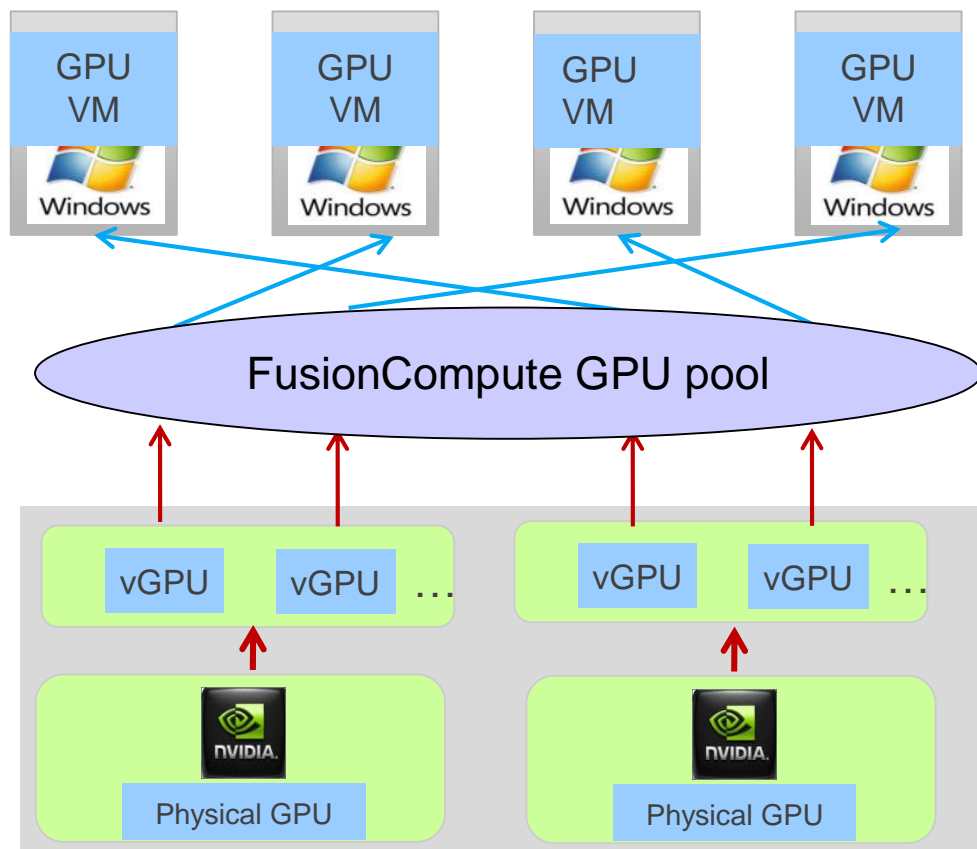 GPU
VM
GPU
VM
GPU
VM
GPU
VM
Windows
Windows
Windows
Windows
FusionCompute GPU pool
vGPU
vGPU
...
vGPU
vGPU
...
NVIDIA.
NVIDIA.
Physical GPU
Physical GPU